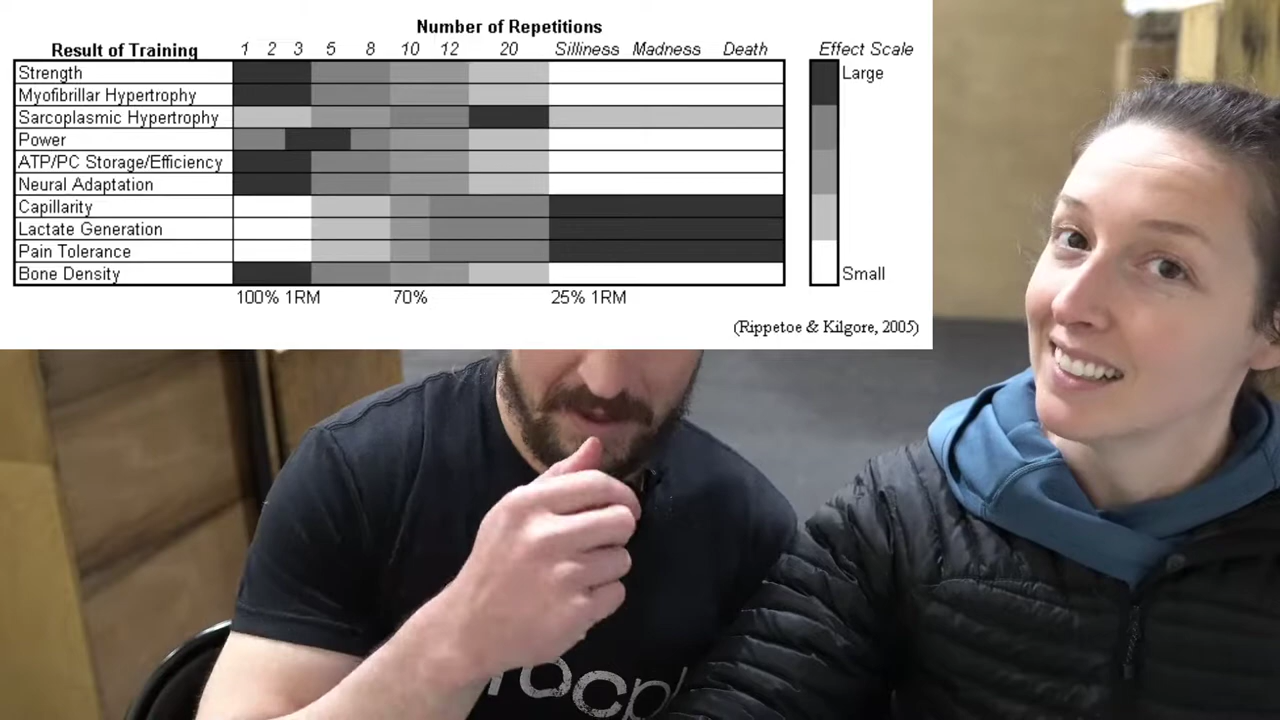 Number of Repetitions
Result of Training 1 2 3 5 8 10 12 20 Silliness Madness Death Effect Scale
Strength Large
Myofibrillar Hypertrophy
Sarcoplasmic Hypertrophy
Power
ATP/PC Storage/Efficiency
Neural Adaptation
Capillarity
Lactate Generation
Pain Tolerance
Bone Density Small
100% 1RM 70% 25% 1RM
(Rippetoe & Kilgore, 2005)